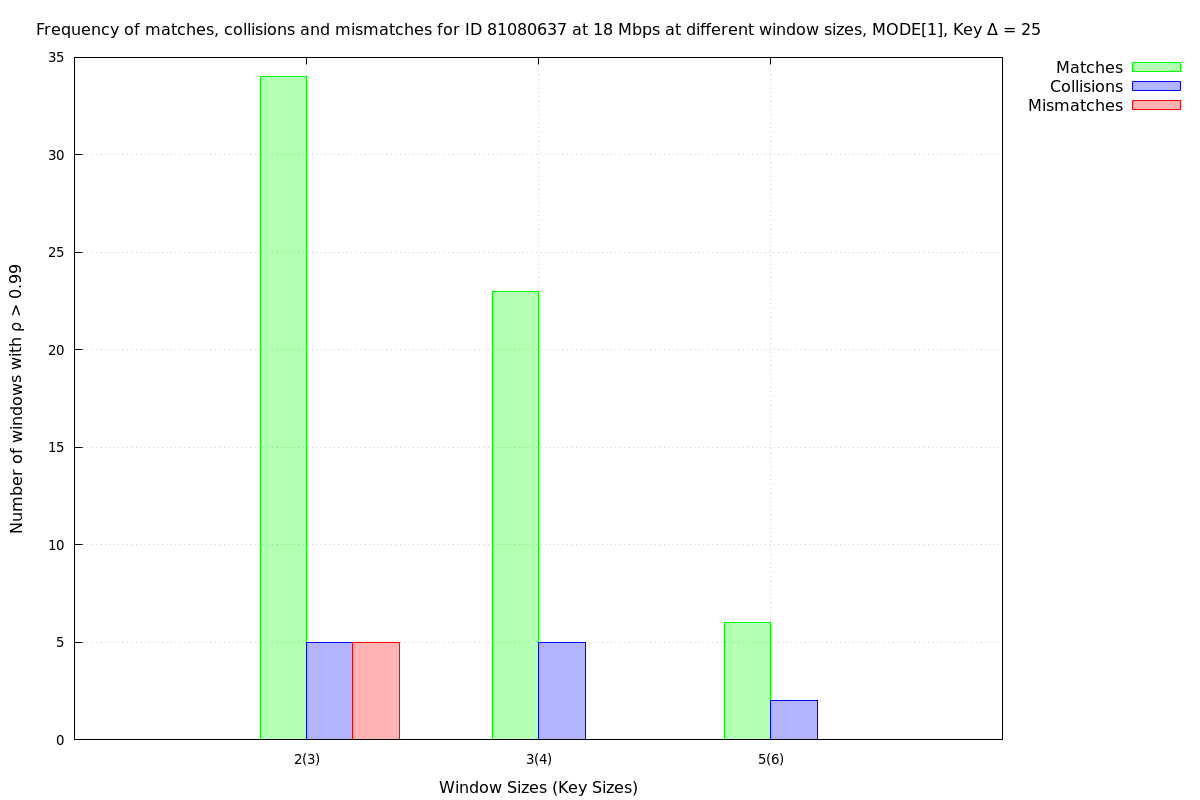 Frequency of matches, collisions and mismatches for ID 81080637 at 18 Mbps at different window sizes, MODE[1], Key Δ = 25
Matches
Collisions
Mismatches
Number of windows with ρ > 0.99
35
30
25
20
15
10
5
0
2(3)
3(4)
5(6)
Window Sizes (Key Sizes)